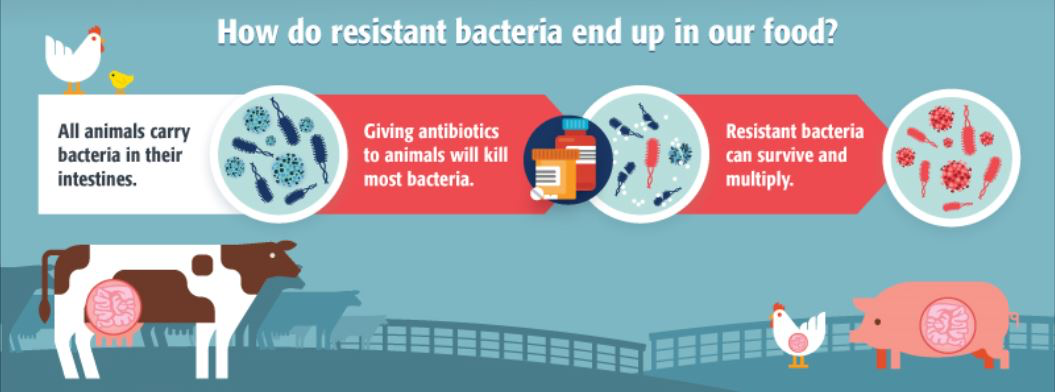 How do resistant bacteria end up in our food?
All animals carry
bacteria in their
intestines.
Giving antibiotics
to animals will kill
most bacteria.
Resistant bacteria
can survive and
multiply.